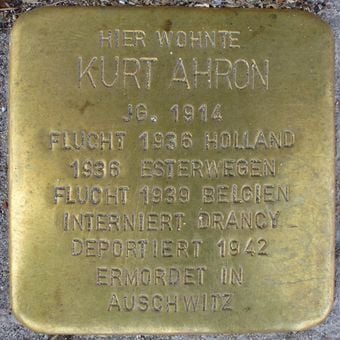 HIER WOHNTE
KURT AHRON
JG. 1914
FLUCHT 1936 HOLLAND
1936 ESTERWEGEN
FLUCHT 1939 BELGIEN
INTERNIERT DRANCY
DEPORTIERT 1942
ERMORDET IN
AUSCHWITZ